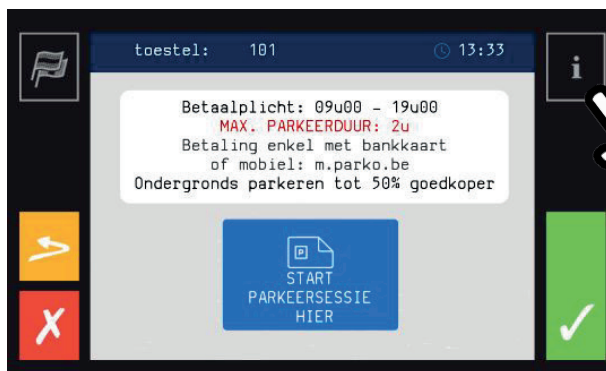 toestel: 101 13:33
i
Betaalplicht: 09u00 - 19u00
MAX. PARKEERDUUR: 2u
Betaling enkel met bankkaart
of mobiel: m.parko.be
Ondergronds parkeren tot 50% goedkoper
P
START
PARKEERSESSIE
HIER